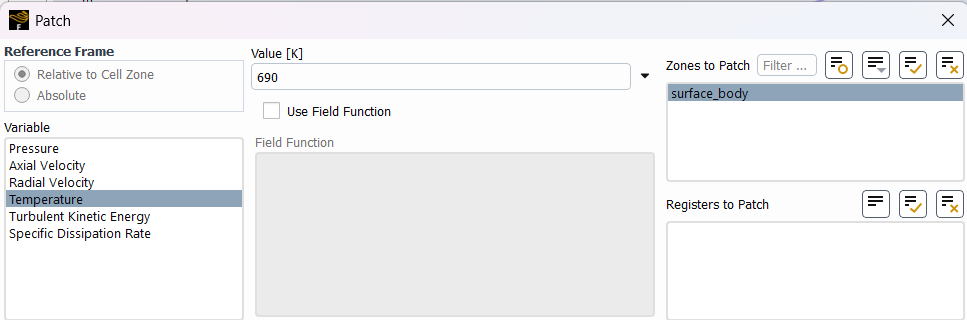 Patch
Reference Frame
Relative to Cell Zone
Absolute
Variable
Pressure
Axial Velocity
Radial Velocity
Temperature
Turbulent Kinetic Energy
Specific Dissipation Rate
Value [K]
690
Use Field Function
Field Function
Zones to Patch
Filter ...
surface_body
Registers to Patch